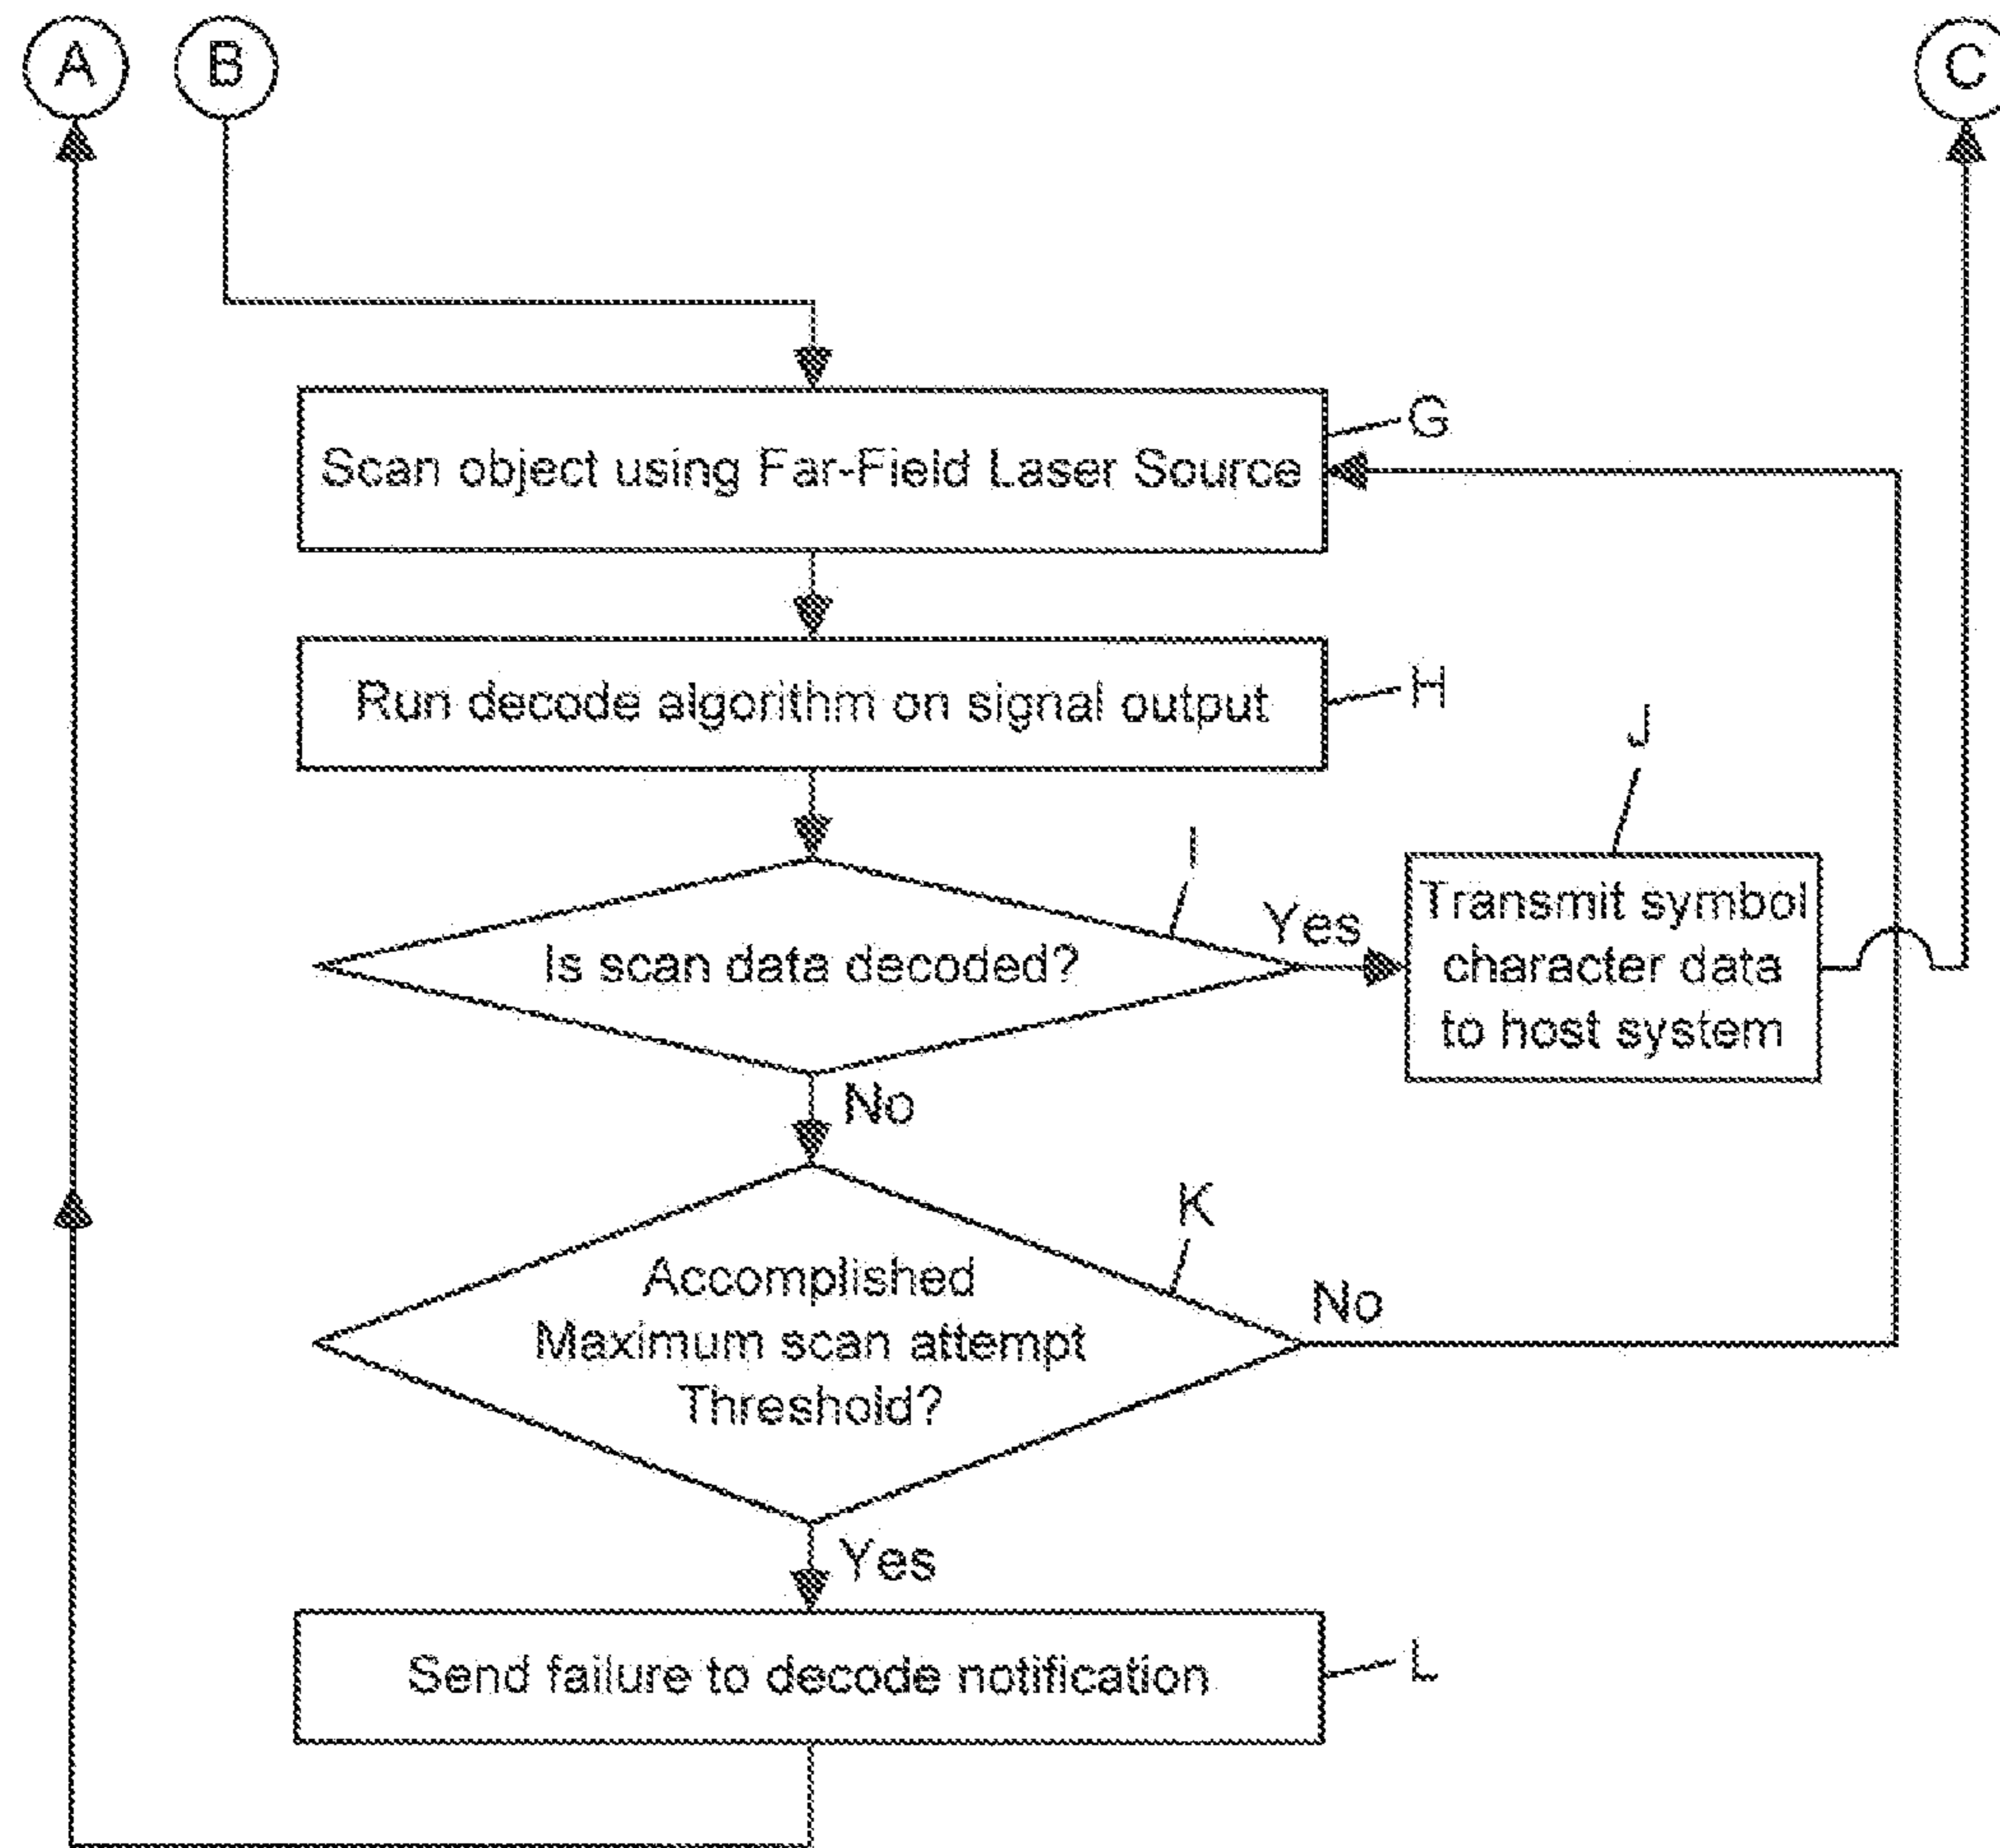 A
B
C
Scan object using Far-Field Laser Source
G
Run decode algorithm on signal output
H
J
I
Is scan data decoded?
Yes
Transmit symbol
character data
to host system
No
K
Accomplished
Maximum scan attempt
Threshold?
No
Yes
Send failure to decode notification
L